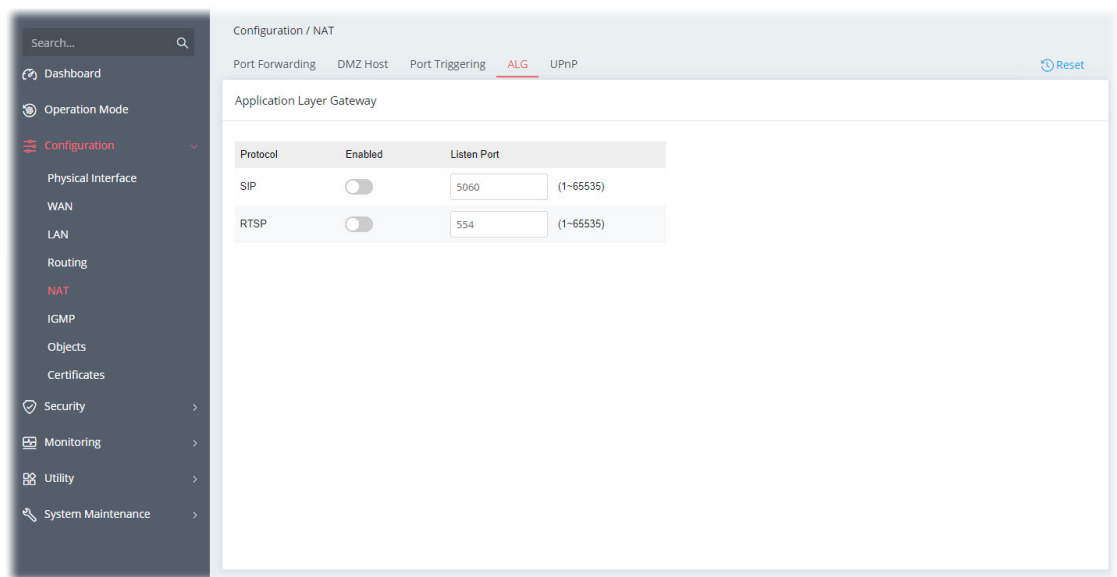 Search...
Dashboard
Operation Mode
Configuration
Physical Interface
WAN
LAN
Routing
NAT
IGMP
Objects
Certificates
Security
Monitoring
Utility
System Maintenance
Configuration / NAT
Port Forwarding DMZ Host Port Triggering ALG UPnP Reset
Application Layer Gateway
Protocol Enabled Listen Port
SIP 5060 (1~65535)
RTSP 554 (1~65535)